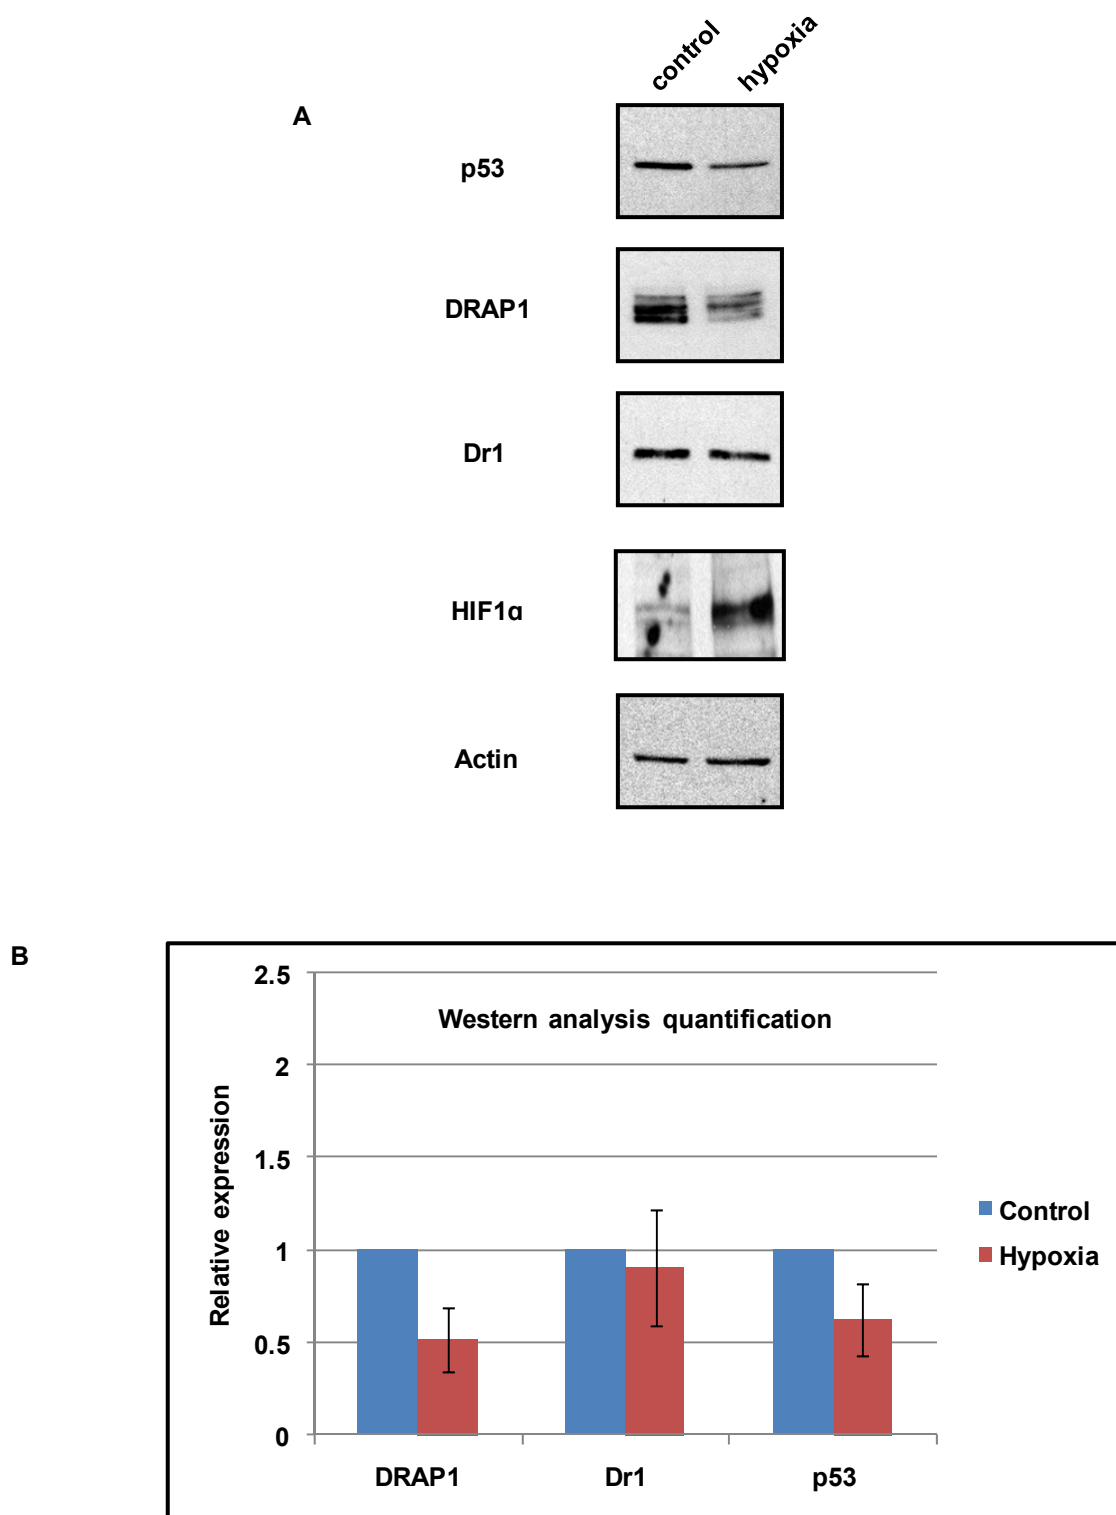 control hypoxia
A
p53
DRAP1
Dr1
HIF1α
Actin
B
Western analysis quantification
Relative expression
2.5
2
1.5
1
0.5
0
DRAP1 Dr1 p53
Control
Hypoxia